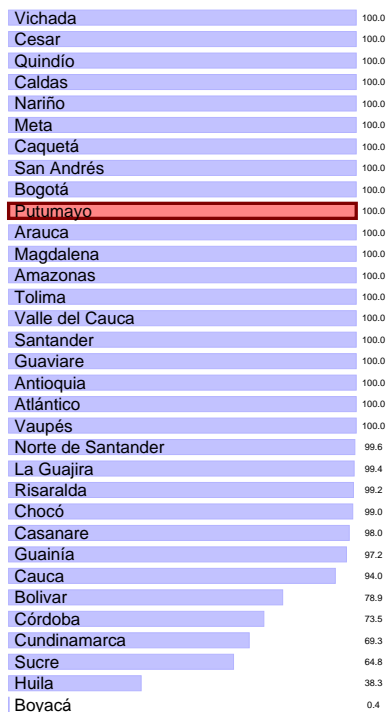 Vichada 100.0
Cesar 100.0
Quindío 100.0
Caldas 100.0
Nariño 100.0
Meta 100.0
Caquetá 100.0
San Andrés 100.0
Bogotá 100.0
Putumayo 100.0
Arauca 100.0
Magdalena 100.0
Amazonas 100.0
Tolima 100.0
Valle del Cauca 100.0
Santander 100.0
Guaviare 100.0
Antioquia 100.0
Atlántico 100.0
Vaupés 100.0
Norte de Santander 99.6
La Guajira 99.4
Risaralda 99.2
Chocó 99.0
Casanare 98.0
Guainía 97.2
Cauca 94.0
Bolivar 78.9
Córdoba 73.5
Cundinamarca 69.3
Sucre 64.8
Huila 38.3
Boyacá 0.4